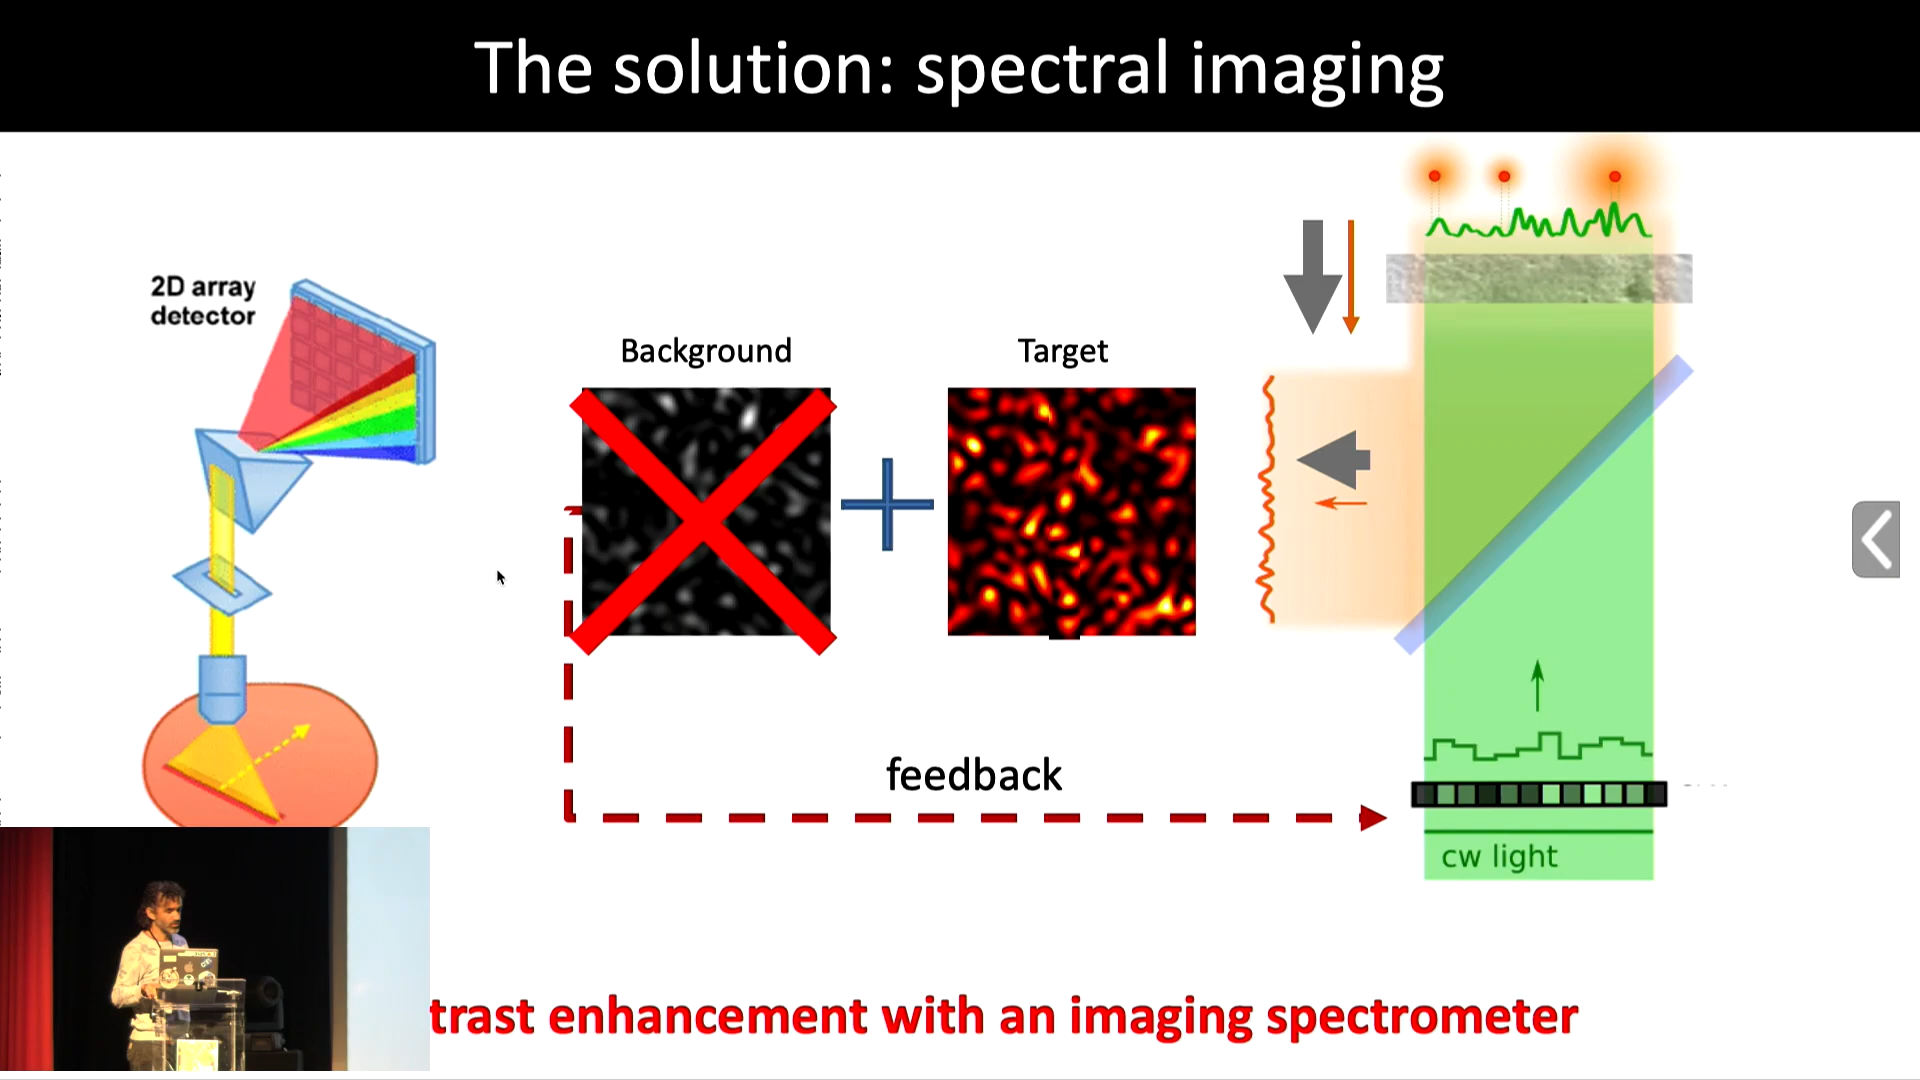 The solution: spectral imaging
2D array
detector
Background
Target
feedback
cw light
trast enhancement with an imaging spectrometer